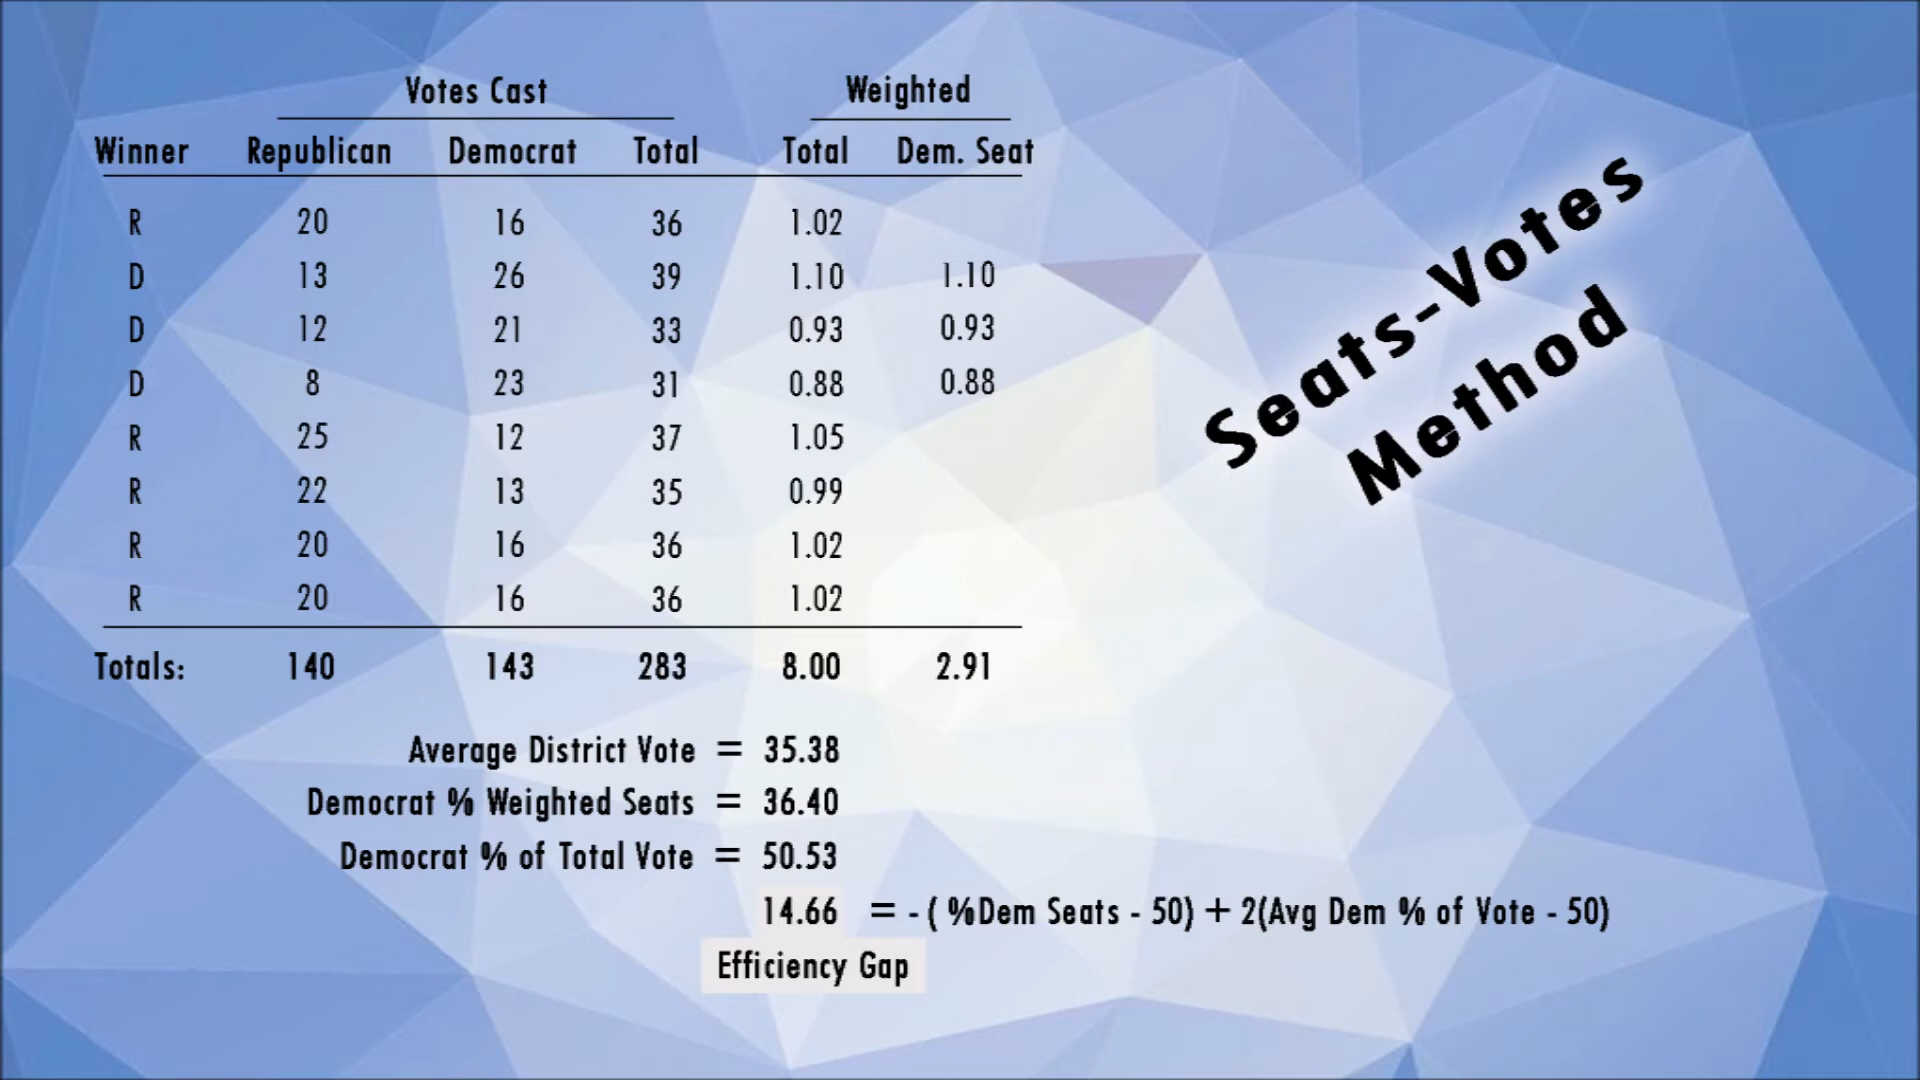 Votes Cast Weighted
Winner Republican Democrat Total Total Dem. Seat
R 20 16 36 1.02
D 13 26 39 1.10 1.10
D 12 21 33 0.93 0.93
D 8 23 31 0.88 0.88
R 25 12 37 1.05
R 22 13 35 0.99
R 20 16 36 1.02
R 20 16 36 1.02
Totals: 140 143 283 8.00 2.91
Average District Vote = 35.38
Democrat % Weighted Seats = 36.40
Democrat % of Total Vote = 50.53
14.66 = - ( %Dem Seats - 50) + 2(Avg Dem % of Vote - 50)
Efficiency Gap
Seats-Votes
Method